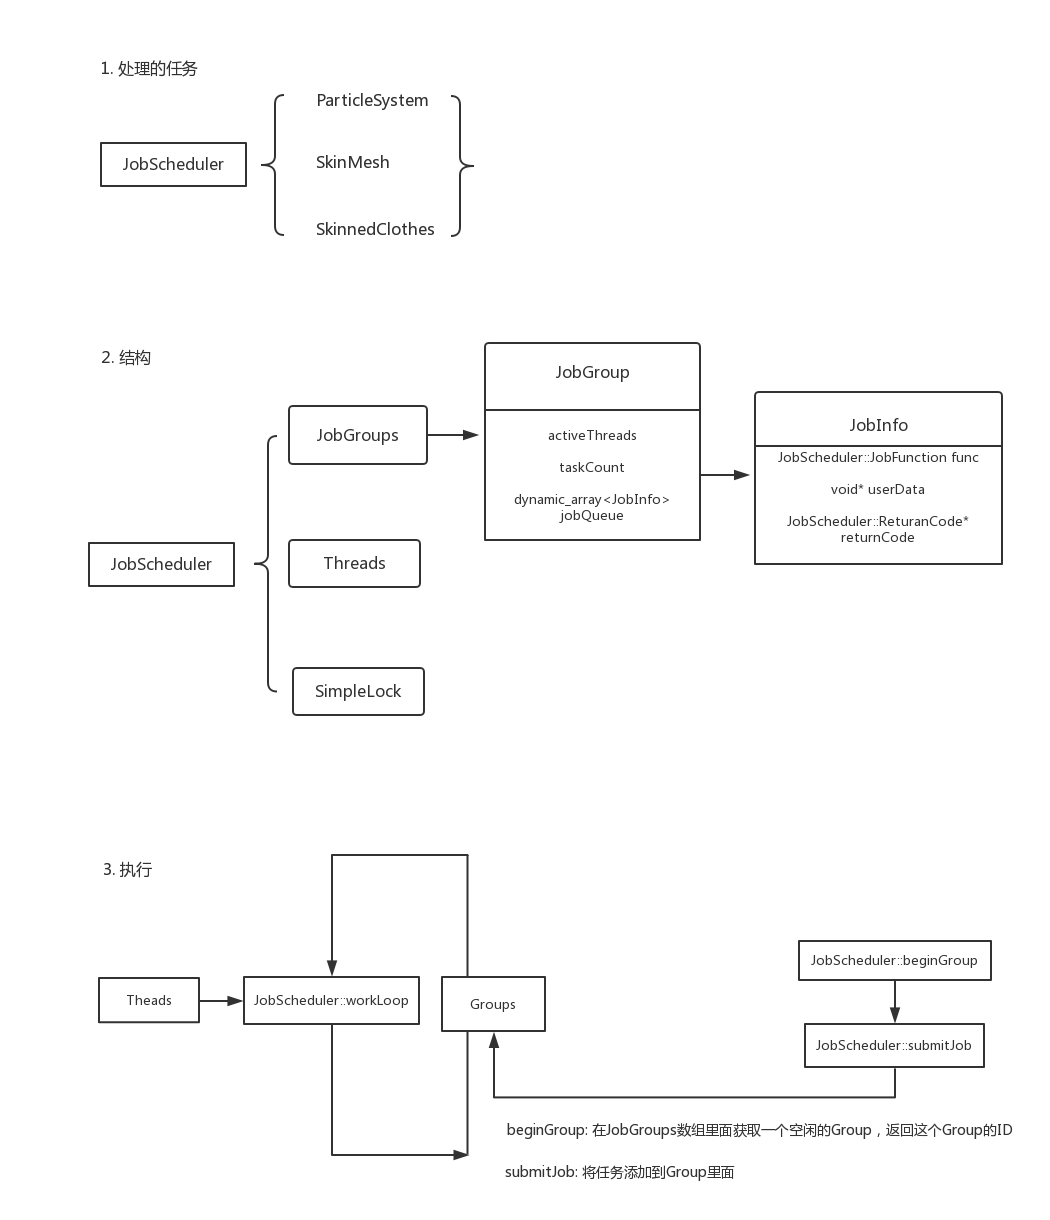 1. 处理的任务
JobScheduler
ParticleSystem
SkinMesh
SkinnedClothes
2. 结构
JobScheduler
JobGroups
Threads
SimpleLock
JobGroup
activeThreads
taskCount
dynamic_array<JobInfo>
jobQueue
JobInfo
JobScheduler::JobFunction func
void* userData
JobScheduler::ReturanCode*
returnCode
3. 执行
Theads
JobScheduler::workLoop
Groups
JobScheduler::beginGroup
JobScheduler::submitJob
beginGroup: 在JobGroups数组里面获取一个空闲的Group，返回这个Group的ID
submitJob: 将任务添加到Group里面